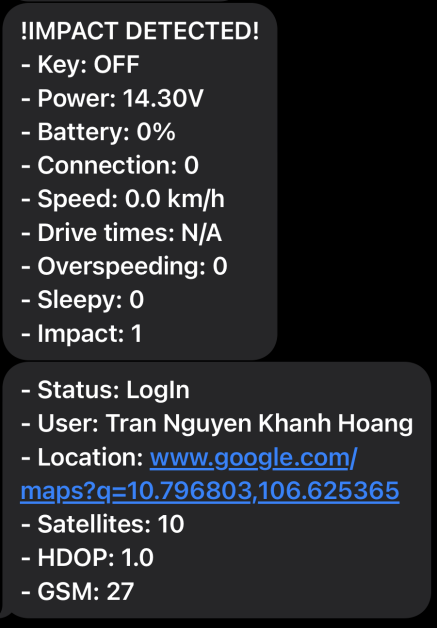 !IMPACT DETECTED!
- Key: OFF
- Power: 14.30V
- Battery: 0%
- Connection: 0
- Speed: 0.0 km/h
- Drive times: N/A
- Overspeeding: 0
- Sleepy: 0
- Impact: 1
- Status: LogIn
- User: Tran Nguyen Khanh Hoang
- Location: www.google.com/
maps?q=10.796803,106.625365
- Satellites: 10
- HDOP: 1.0
- GSM: 27